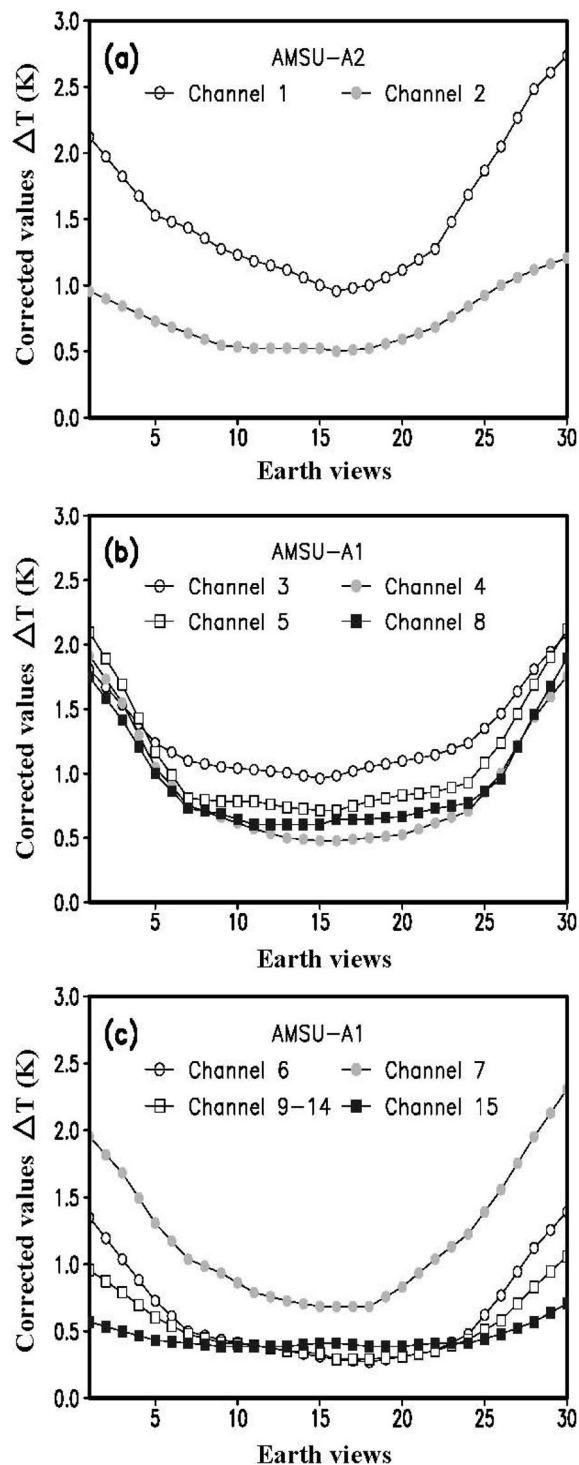 3.0
(a)
AMSU-A2
Channel 1
Channel 2
2.5
2.0
1.5
1.0
0.5
0.0
Corrected values ΔT (K)
5 10 15 20 25 30
Earth views
3.0
(b)
AMSU-A1
Channel 3
Channel 4
Channel 5
Channel 8
2.5
2.0
1.5
1.0
0.5
0.0
Corrected values ΔT (K)
5 10 15 20 25 30
Earth views
3.0
(c)
AMSU-A1
Channel 6
Channel 7
Channel 9-14
Channel 15
2.5
2.0
1.5
1.0
0.5
0.0
Corrected values ΔT (K)
5 10 15 20 25 30
Earth views